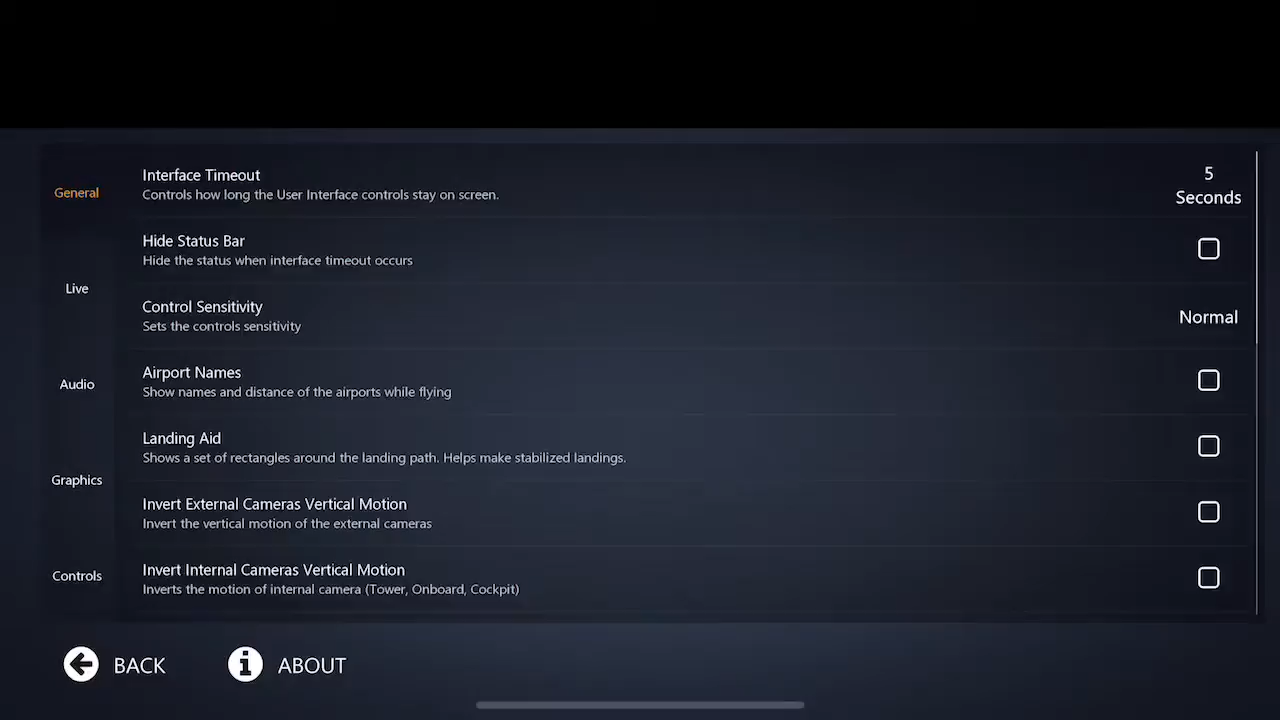 General
Live
Audio
Graphics
Controls
Interface Timeout
Controls how long the User Interface controls stay on screen.
5
Seconds
Hide Status Bar
Hide the status when interface timeout occurs
Control Sensitivity
Sets the controls sensitivity
Normal
Airport Names
Show names and distance of the airports while flying
Landing Aid
Shows a set of rectangles around the landing path. Helps make stabilized landings.
Invert External Cameras Vertical Motion
Invert the vertical motion of the external cameras
Invert Internal Cameras Vertical Motion
Inverts the motion of internal camera (Tower, Onboard, Cockpit)
BACK
ABOUT